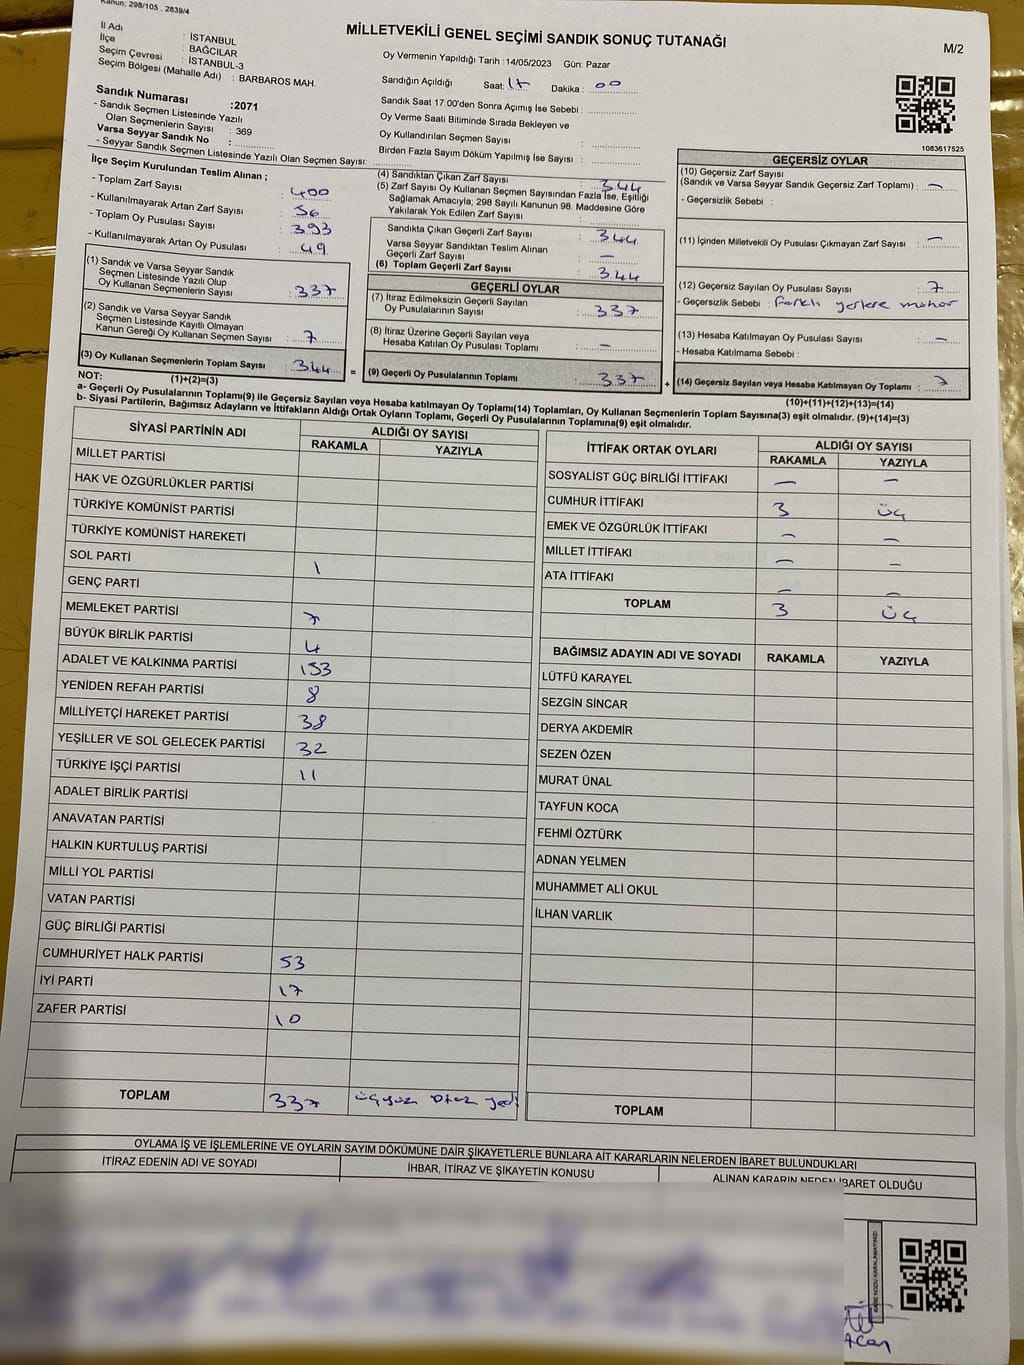 Kanun: 298/105 , 2839/4
MİLLETVEKİLİ GENEL SEÇİMİ SANDIK SONUÇ TUTANAĞI
M/2
İl Adı : İSTANBUL
İlçe : BAĞCILAR
Seçim Çevresi : İSTANBUL-3
Seçim Bölgesi (Mahalle Adı) : BARBAROS MAH.
Oy Vermenin Yapıldığı Tarih :14/05/2023 Gün: Pazar
Sandığın Açıldığı Saat: 17 Dakika : 00
Sandık Saat 17:00'den Sonra Açımış İse Sebebi :
Oy Verme Saati Bitiminde Sırada Bekleyen ve
Oy Kullandırılan Seçmen Sayısı :
Birden Fazla Sayım Döküm Yapılmış İse Sayısı :
1083617525
Sandık Numarası :2071
- Sandık Seçmen Listesinde Yazılı
Olan Seçmenlerin Sayısı : 369
Varsa Seyyar Sandık No :
- Seyyar Sandık Seçmen Listesinde Yazılı Olan Seçmen Sayısı:
İlçe Seçim Kurulundan Teslim Alınan ;
- Toplam Zarf Sayısı : 400
- Kullanılmayarak Artan Zarf Sayısı : 56
- Toplam Oy Pusulası Sayısı : 393
- Kullanılmayarak Artan Oy Pusulası : 49
(1) Sandık ve Varsa Seyyar Sandık
Seçmen Listesinde Yazılı Olup
Oy Kullanan Seçmenlerin Sayısı : 337
(2) Sandık ve Varsa Seyyar Sandık
Seçmen Listesinde Kayıtlı Olmayan
Kanun Gereği Oy Kullanan Seçmen Sayısı : 7
(3) Oy Kullanan Seçmenlerin Toplam Sayısı : 344
(1)+(2)=(3)
(4) Sandıktan Çıkan Zarf Sayısı : 344
(5) Zarf Sayısı Oy Kullanan Seçmen Sayısından Fazla İse, Eşitliği
Sağlamak Amacıyla; 298 Sayılı Kanunun 98. Maddesine Göre
Yakılarak Yok Edilen Zarf Sayısı :
Sandıkta Çıkan Geçerli Zarf Sayısı : 344
Varsa Seyyar Sandıktan Teslim Alınan
Geçerli Zarf Sayısı : –
(6) Toplam Geçerli Zarf Sayısı : 344
GEÇERLİ OYLAR
(7) İtiraz Edilmeksizin Geçerli Sayılan
Oy Pusulalarının Sayısı : 337
(8) İtiraz Üzerine Geçerli Sayılan veya
Hesaba Katılan Oy Pusulası Toplamı : –
= (9) Geçerli Oy Pusulalarının Toplamı : 337
GEÇERSİZ OYLAR
(10) Geçersiz Zarf Sayısı
(Sandık ve Varsa Seyyar Sandık Geçersiz Zarf Toplamı) : –
- Geçersizlik Sebebi :
(11) İçinden Milletvekili Oy Pusulası Çıkmayan Zarf Sayısı : –
(12) Geçersiz Sayılan Oy Pusulası Sayısı : 7
- Geçersizlik Sebebi : Farklı yerlere mühür
(13) Hesaba Katılmayan Oy Pusulası Sayısı : –
- Hesaba Katılmama Sebebi :
+ (14) Geçersiz Sayılan veya Hesaba Katılmayan Oy Toplamı : 7
(10)+(11)+(12)+(13)=(14)
NOT:
a- Geçerli Oy Pusulalarının Toplamı(9) ile Geçersiz Sayılan veya Hesaba katılmayan Oy Toplamı(14) Toplamları, Oy Kullanan Seçmenlerin Toplam Sayısına(3) eşit olmalıdır. (9)+(14)=(3)
b- Siyasi Partilerin, Bağımsız Adayların ve İttifakların Aldığı Ortak Oyların Toplamı, Geçerli Oy Pusulalarının Toplamına(9) eşit olmalıdır.
SİYASİ PARTİNİN ADI ALDIĞI OY SAYISI
RAKAMLA YAZIYLA
MİLLET PARTİSİ
HAK VE ÖZGÜRLÜKLER PARTİSİ
TÜRKİYE KOMÜNİST PARTİSİ
TÜRKİYE KOMÜNİST HAREKETİ
SOL PARTİ 1
GENÇ PARTİ
MEMLEKET PARTİSİ 7
BÜYÜK BİRLİK PARTİSİ 4
ADALET VE KALKINMA PARTİSİ 153
YENİDEN REFAH PARTİSİ 8
MİLLİYETÇİ HAREKET PARTİSİ 38
YEŞİLLER VE SOL GELECEK PARTİSİ 32
TÜRKİYE İŞÇİ PARTİSİ 11
ADALET BİRLİK PARTİSİ
ANAVATAN PARTİSİ
HALKIN KURTULUŞ PARTİSİ
MİLLİ YOL PARTİSİ
VATAN PARTİSİ
GÜÇ BİRLİĞİ PARTİSİ
CUMHURİYET HALK PARTİSİ 53
İYİ PARTİ 17
ZAFER PARTİSİ 10
TOPLAM 337 üçyüz otuz yedi
İTTİFAK ORTAK OYLARI ALDIĞI OY SAYISI
RAKAMLA YAZIYLA
SOSYALİST GÜÇ BİRLİĞİ İTTİFAKI – –
CUMHUR İTTİFAKI 3 üç
EMEK VE ÖZGÜRLÜK İTTİFAKI – –
MİLLET İTTİFAKI – –
ATA İTTİFAKI – –
TOPLAM 3 üç
BAĞIMSIZ ADAYIN ADI VE SOYADI RAKAMLA YAZIYLA
LÜTFÜ KARAYEL
SEZGİN SİNCAR
DERYA AKDEMİR
SEZEN ÖZEN
MURAT ÜNAL
TAYFUN KOCA
FEHMİ ÖZTÜRK
ADNAN YELMEN
MUHAMMET ALİ OKUL
İLHAN VARLIK
TOPLAM
OYLAMA İŞ VE İŞLEMLERİNE VE OYLARIN SAYIM DÖKÜMÜNE DAİR ŞİKAYETLERLE BUNLARA AİT KARARLARIN NELERDEN İBARET BULUNDUKLARI
İTİRAZ EDENİN ADI VE SOYADI İHBAR, İTİRAZ VE ŞİKAYETİN KONUSU ALINAN KARARIN NEDEN İBARET OLDUĞU
KARE KODU KARALAMAYINIZ!